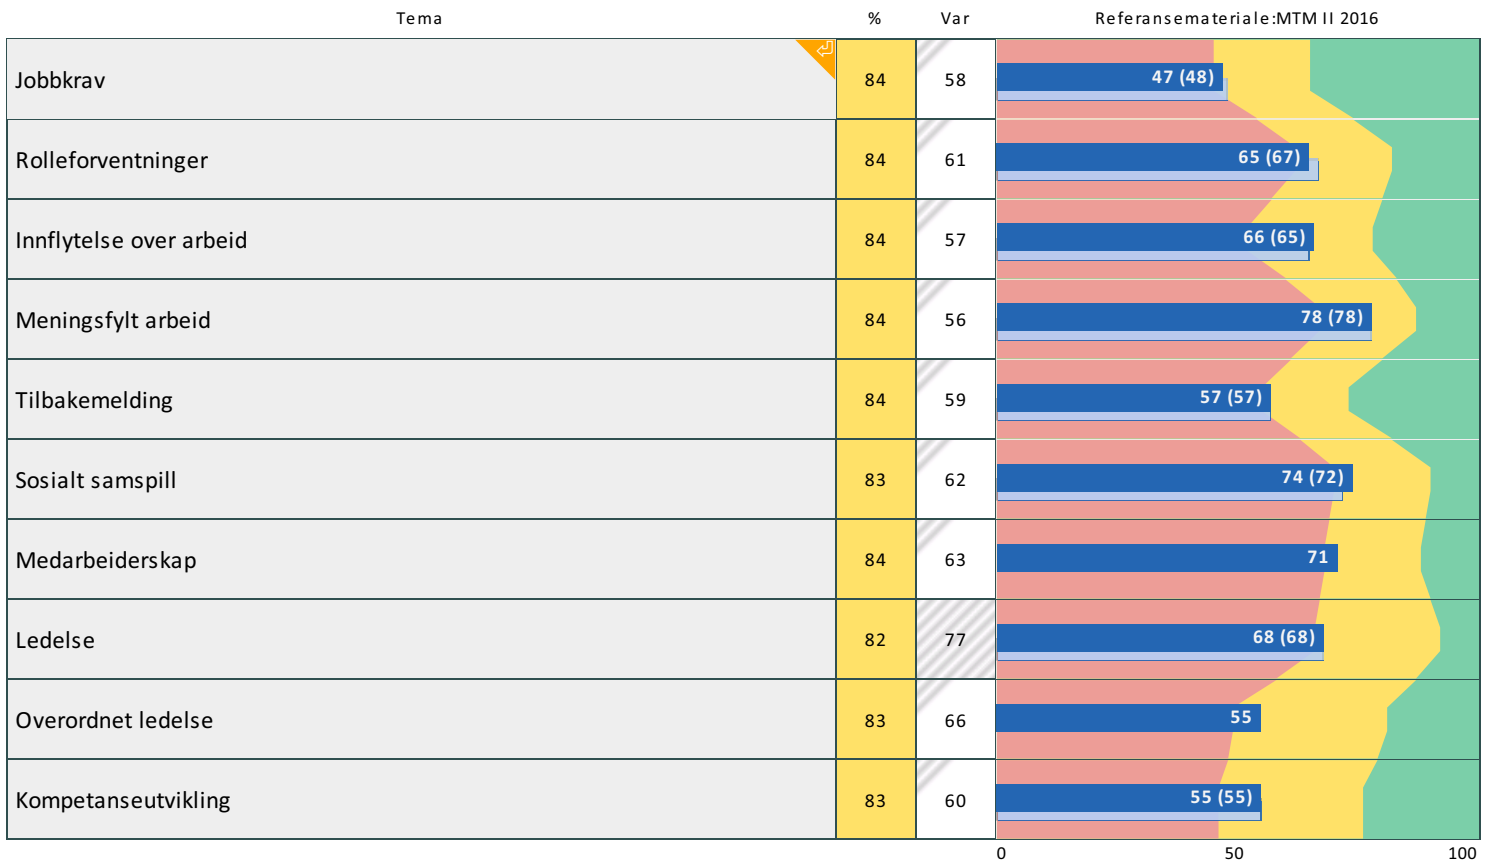 Tema % Var Referansemateriale:MTM II 2016
Jobbkrav 84 58 47 (48)
Rolleforventninger 84 61 65 (67)
Innflytelse over arbeid 84 57 66 (65)
Meningsfylt arbeid 84 56 78 (78)
Tilbakemelding 84 59 57 (57)
Sosialt samspill 83 62 74 (72)
Medarbeiderskap 84 63 71
Ledelse 82 77 68 (68)
Overordnet ledelse 83 66 55
Kompetanseutvikling 83 60 55 (55)
0 50 100